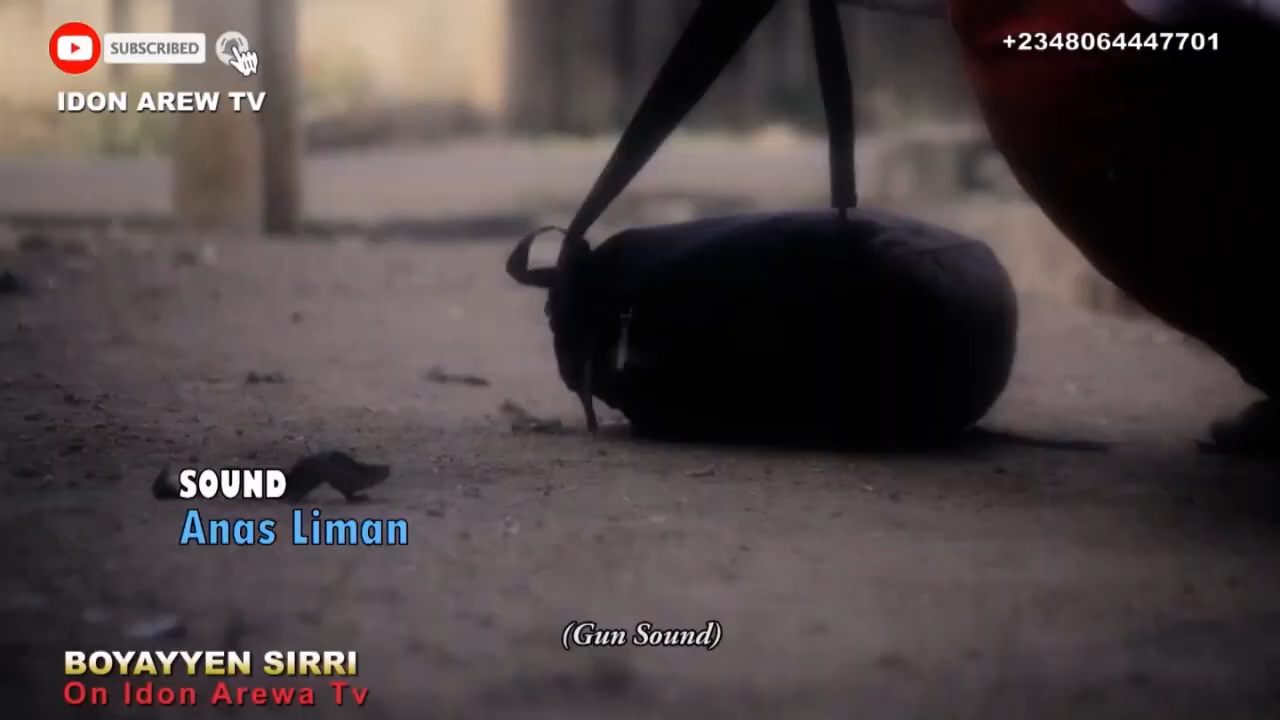 SUBSCRIBED
IDON AREW TV
+2348064447701
SOUND
Anas Liman
(Gun Sound)
BOYAYYEN SIRRI
On Idon Arewa Tv